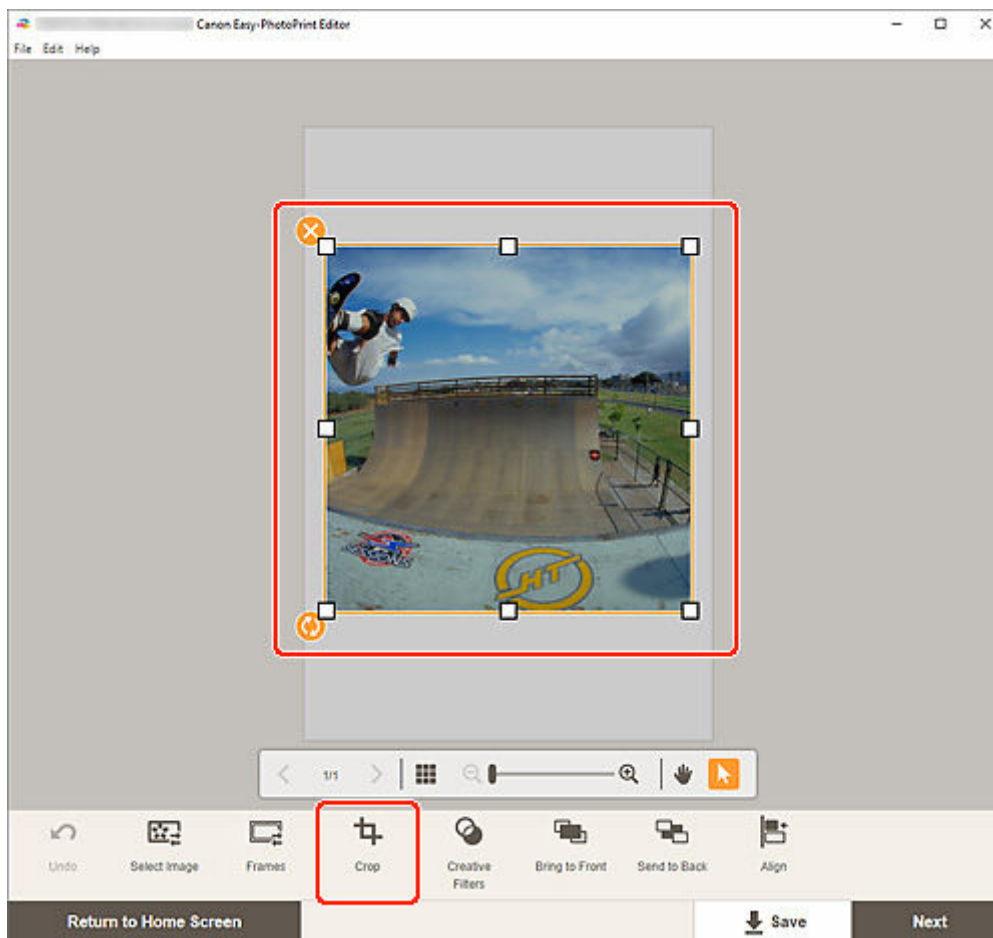 Canon Easy-PhotoPrint Editor
File Edit Help
HT
1/1
Undo
Select Image
Frames
Crop
Creative
Filters
Bring to Front
Send to Back
Align
Return to Home Screen
Save
Next